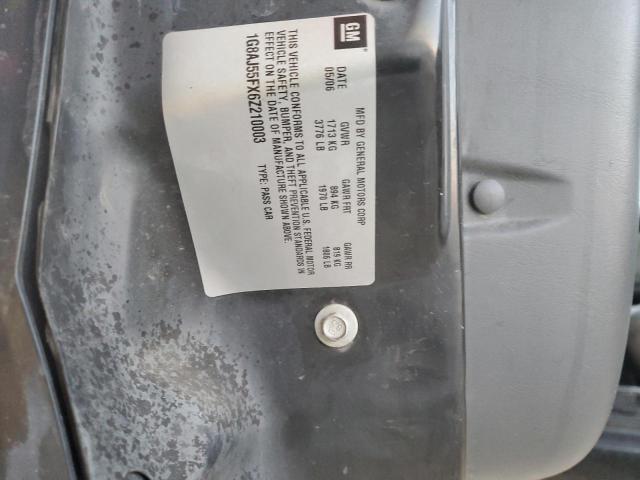 GM
MFD BY GENERAL MOTORS CORP
DATE GVWR GAWR FRT GAWR RR
05/06 1713 KG 894 KG 819 KG
3776 LB 1970 LB 1806 LB
THIS VEHICLE CONFORMS TO ALL APPLICABLE U.S. FEDERAL MOTOR
VEHICLE SAFETY, BUMPER, AND THEFT PREVENTION STANDARDS IN
EFFECT ON THE DATE OF MANUFACTURE SHOWN ABOVE.
1G8AJ55FX6Z210003 TYPE: PASS CAR